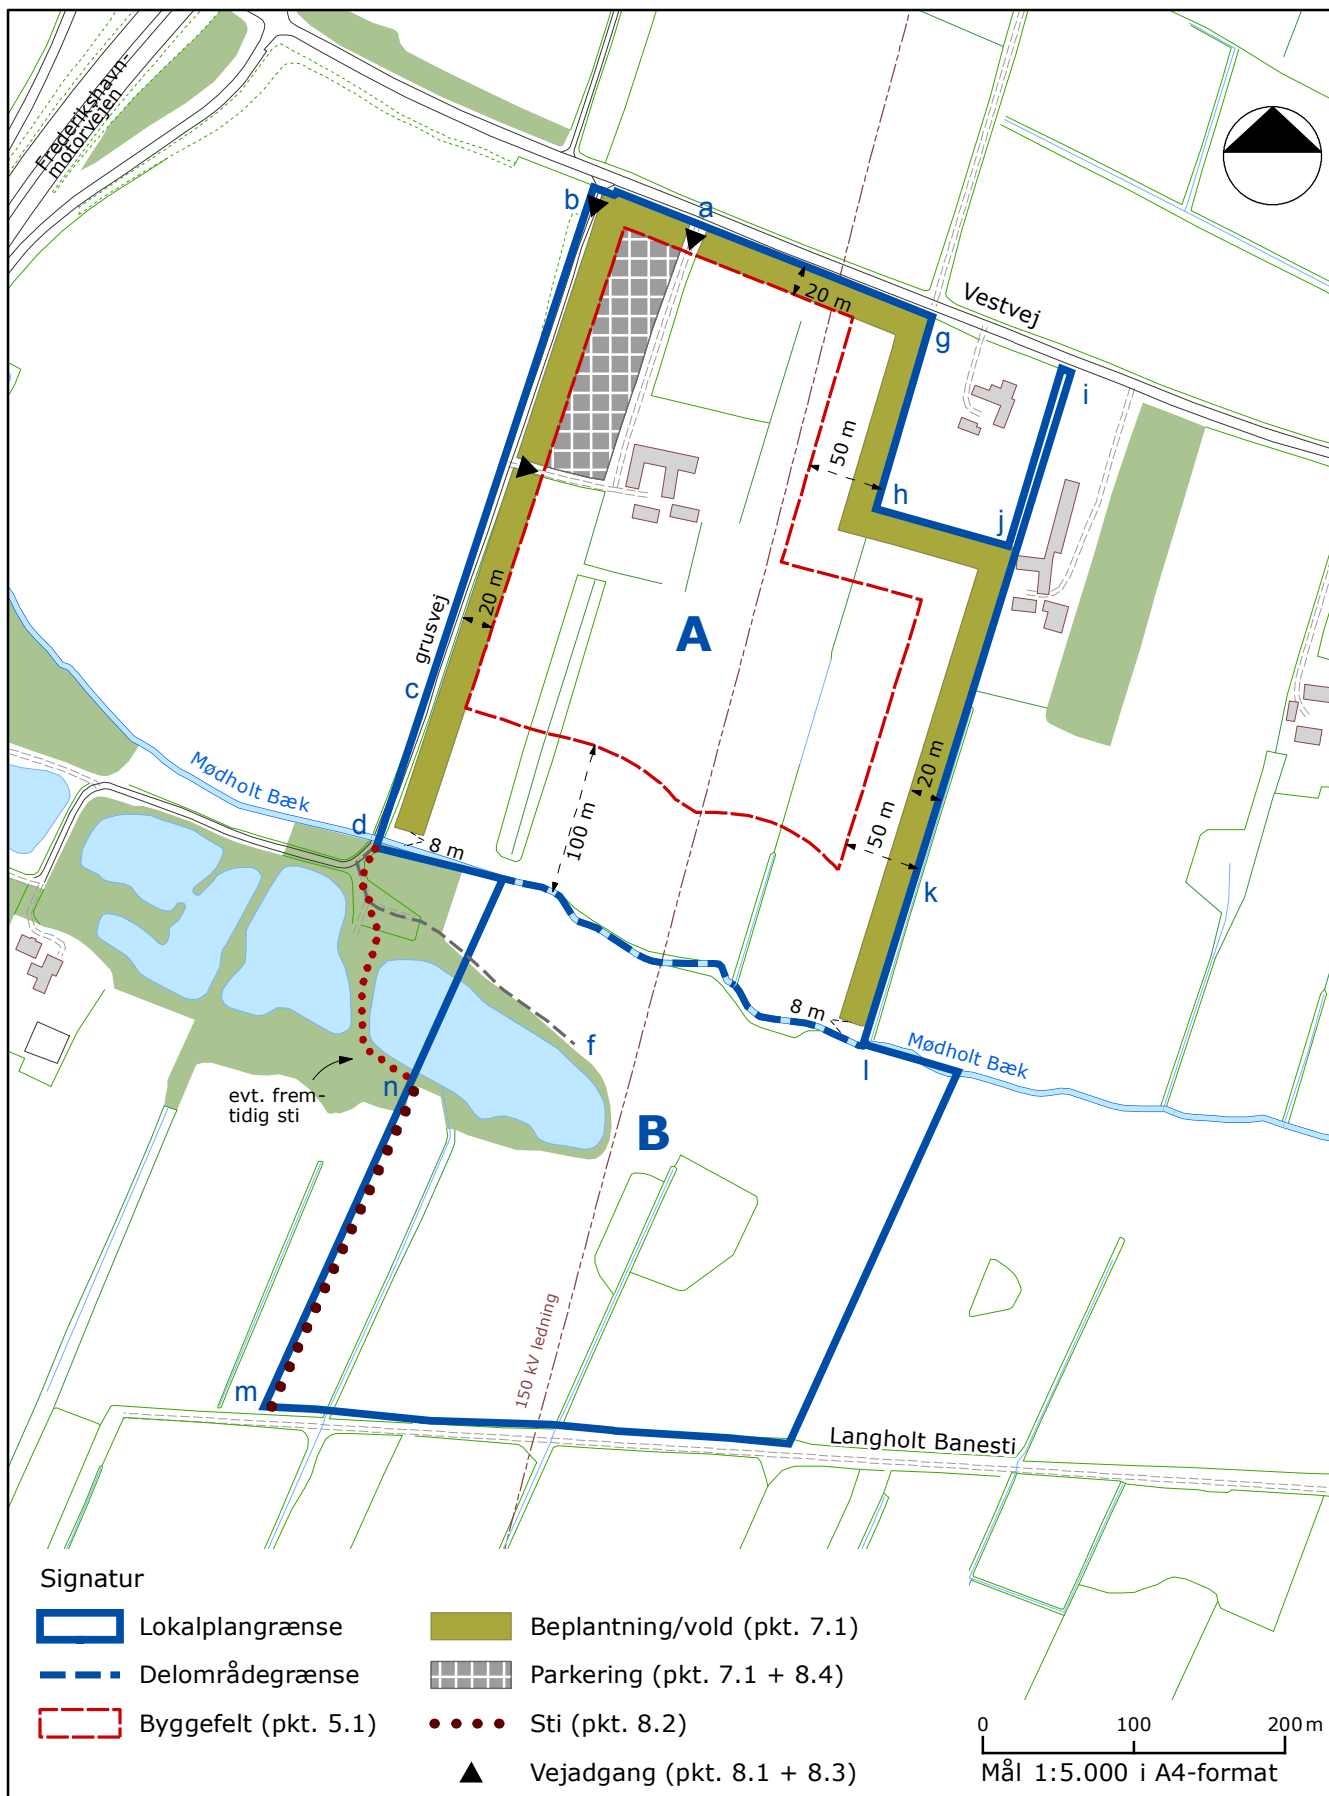 Frederikshavn-
motorvejen
b
a
20 m
Vestvej
g
i
50 m
h
j
20 m
grusvej
A
c
Mødholt Bæk
d
8 m
100 m
20 m
50 m
k
8 m
Mødholt Bæk
l
f
n
evt. frem-
tidig sti
B
150 kV ledning
m
Langholt Banesti
Signatur
Lokalplangrænse
Delområdegrænse
Byggefelt (pkt. 5.1)
Beplantning/vold (pkt. 7.1)
Parkering (pkt. 7.1 + 8.4)
Sti (pkt. 8.2)
Vejadgang (pkt. 8.1 + 8.3)
0 100 200 m
Mål 1:5.000 i A4-format